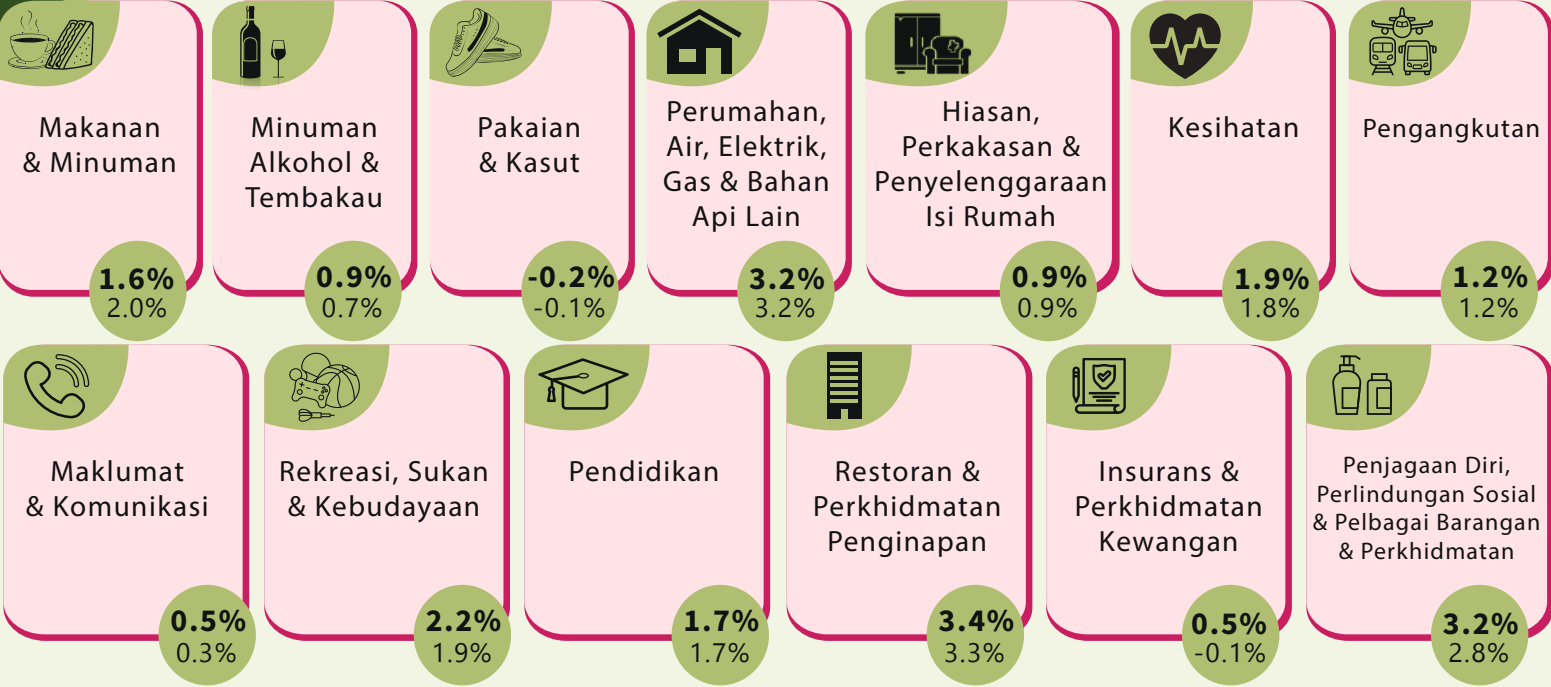 Makanan
& Minuman
1.6%
2.0%
Minuman
Alkohol &
Tembakau
0.9%
0.7%
Pakaian
& Kasut
-0.2%
-0.1%
Perumahan,
Air, Elektrik,
Gas & Bahan
Api Lain
3.2%
3.2%
Hiasan,
Perkakasan &
Penyelenggaraan
Isi Rumah
0.9%
0.9%
Kesihatan
1.9%
1.8%
Pengangkutan
1.2%
1.2%
Maklumat
& Komunikasi
0.5%
0.3%
Rekreasi, Sukan
& Kebudayaan
2.2%
1.9%
Pendidikan
1.7%
1.7%
Restoran &
Perkhidmatan
Penginapan
3.4%
3.3%
Insurans &
Perkhidmatan
Kewangan
0.5%
-0.1%
Penjagaan Diri,
Perlindungan Sosial
& Pelbagai Barangan
& Perkhidmatan
3.2%
2.8%